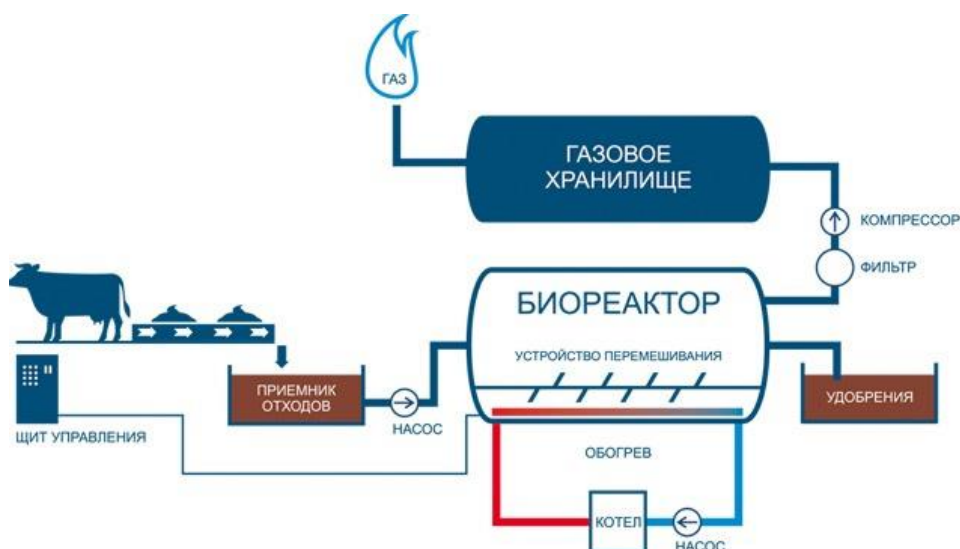 ГАЗ
ГАЗОВОЕ
ХРАНИЛИЩЕ
КОМПРЕССОР
ФИЛЬТР
БИОРЕАКТОР
УСТРОЙСТВО ПЕРЕМЕШИВАНИЯ
ПРИЕМНИК
ОТХОДОВ
НАСОС
УДОБРЕНИЯ
ЩИТ УПРАВЛЕНИЯ
ОБОГРЕВ
КОТЕЛ
НАСОС